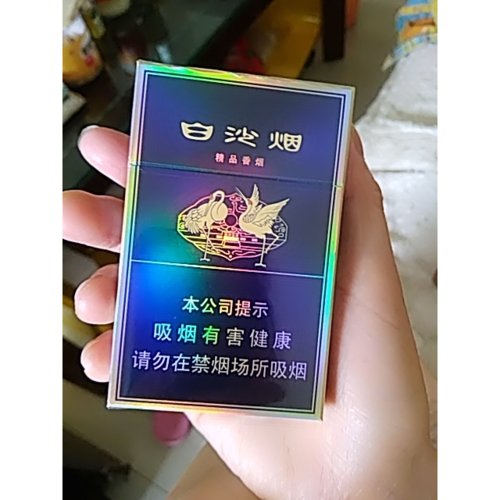 白沙烟
精品香烟
本公司提示
吸烟有害健康
请勿在禁烟场所吸烟